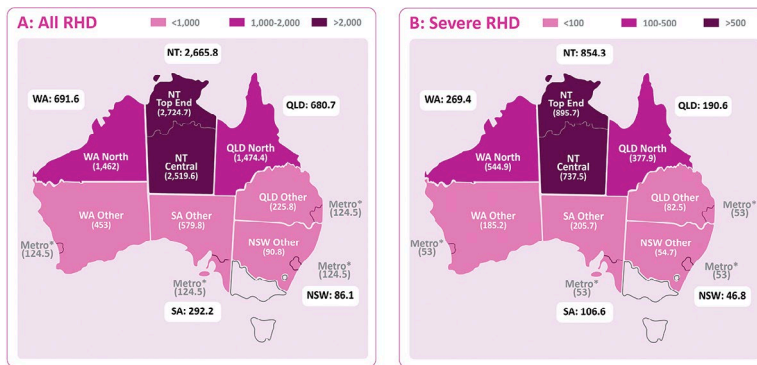 A: All RHD
<1,000
1,000-2,000
>2,000
NT: 2,665.8
WA: 691.6
NT
Top End
(2,724.7)
QLD: 680.7
WA North
(1,462)
NT
Central
(2,519.6)
QLD North
(1,474.4)
WA Other
(453)
SA Other
(579.8)
QLD Other
(225.8)
Metro*
(124.5)
NSW Other
(90.8)
Metro*
(124.5)
Metro*
(124.5)
Metro*
(124.5)
NSW: 86.1
SA: 292.2
B: Severe RHD
<100
100-500
>500
NT: 854.3
WA: 269.4
NT
Top End
(895.7)
QLD: 190.6
WA North
(544.9)
NT
Central
(737.5)
QLD North
(377.9)
WA Other
(185.2)
SA Other
(205.7)
QLD Other
(82.5)
Metro*
(53)
NSW Other
(54.7)
Metro*
(53)
Metro*
(53)
Metro*
(53)
NSW: 46.8
SA: 106.6